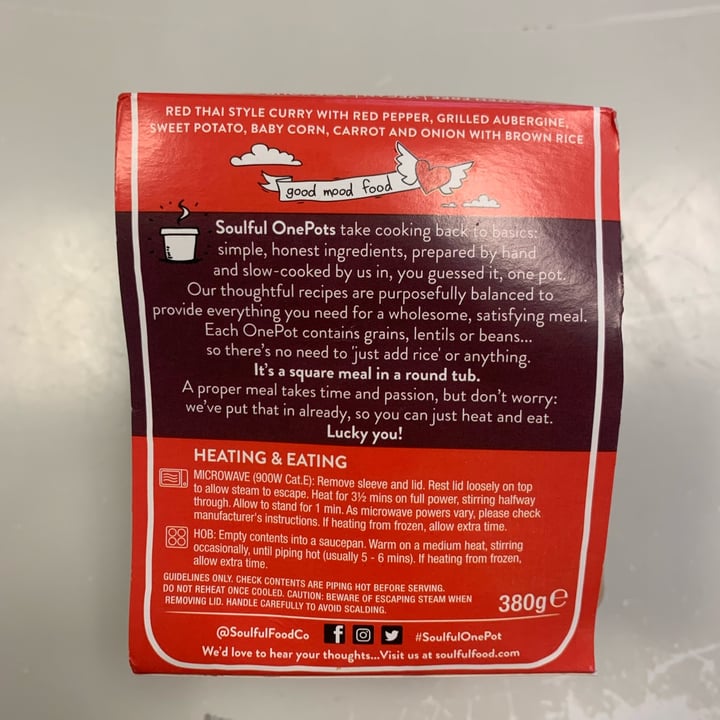 RED THAI STYLE CURRY WITH RED PEPPER, GRILLED AUBERGINE,
SWEET POTATO, BABY CORN, CARROT AND ONION WITH BROWN RICE
good mood food
Soulful OnePots take cooking back to basics:
simple, honest ingredients, prepared by hand
and slow-cooked by us in, you guessed it, one pot.
Our thoughtful recipes are purposefully balanced to
provide everything you need for a wholesome, satisfying meal.
Each OnePot contains grains, lentils or beans...
so there's no need to 'just add rice' or anything.
It's a square meal in a round tub.
A proper meal takes time and passion, but don't worry:
we've put that in already, so you can just heat and eat.
Lucky you!
HEATING & EATING
MICROWAVE (900W Cat.E): Remove sleeve and lid. Rest lid loosely on top
to allow steam to escape. Heat for 3½ mins on full power, stirring halfway
through. Allow to stand for 1 min. As microwave powers vary, please check
manufacturer's instructions. If heating from frozen, allow extra time.
HOB: Empty contents into a saucepan. Warm on a medium heat, stirring
occasionally, until piping hot (usually 5 - 6 mins). If heating from frozen,
allow extra time.
GUIDELINES ONLY. CHECK CONTENTS ARE PIPING HOT BEFORE SERVING.
DO NOT REHEAT ONCE COOLED. CAUTION: BEWARE OF ESCAPING STEAM WHEN
REMOVING LID. HANDLE CAREFULLY TO AVOID SCALDING.
380g e
@SoulfulFoodCo f #SoulfulOnePot
We'd love to hear your thoughts...Visit us at soulfulfood.com